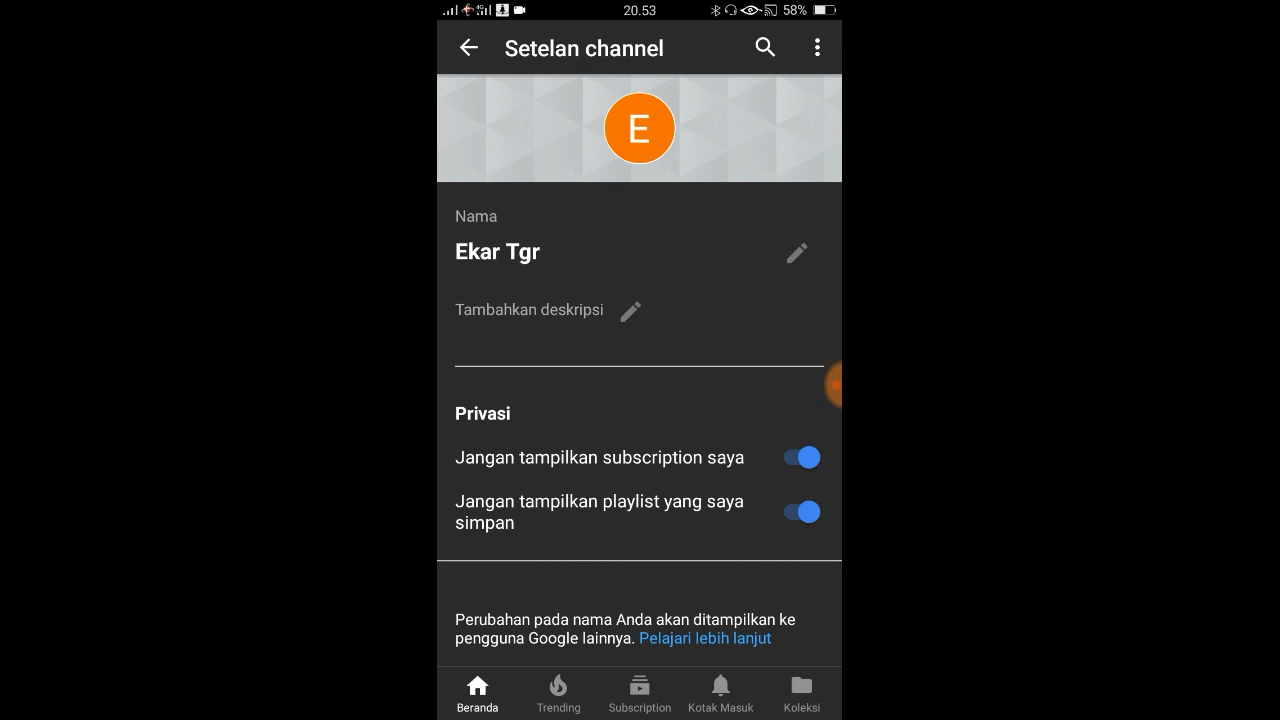 20.53
58%
Setelan channel
E
Nama
Ekar Tgr
Tambahkan deskripsi
Privasi
Jangan tampilkan subscription saya
Jangan tampilkan playlist yang saya
simpan
Perubahan pada nama Anda akan ditampilkan ke
pengguna Google lainnya. Pelajari lebih lanjut
Beranda Trending Subscription Kotak Masuk Koleksi